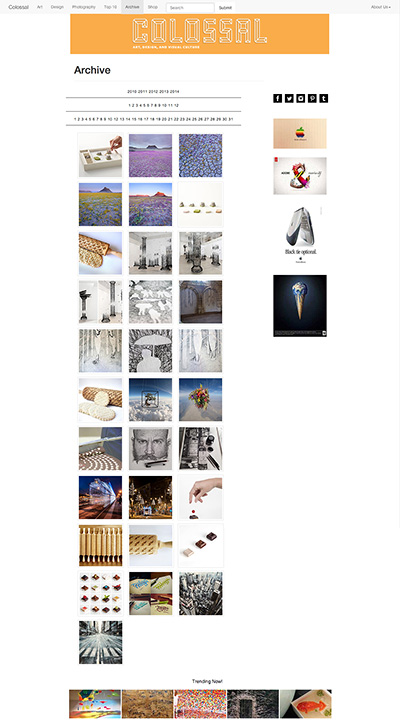 Colossal Art Design Photography Top 10 Archive Shop Search Submit About Us
COLOSSAL
ART, DESIGN, AND VISUAL CULTURE
Archive
2010 2011 2012 2013 2014
1 2 3 4 5 6 7 8 9 10 11 12
1 2 3 4 5 6 7 8 9 10 11 12 13 14 15 16 17 18 19 20 21 22 23 24 25 26 27 28 29 30 31
Black tie optional.
Trending Now!